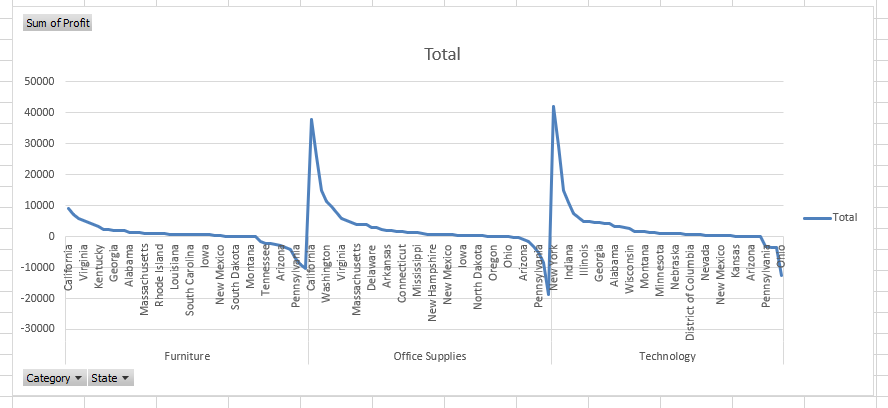 Sum of Profit
Total
50000
40000
30000
20000
10000
0
-10000
-20000
-30000
California
Virginia
Kentucky
Georgia
Alabama
Massachusetts
Rhode Island
Louisiana
South Carolina
Iowa
New Mexico
South Dakota
Montana
Tennessee
Arizona
Pennsylvania
California
Washington
Virginia
Massachusetts
Delaware
Arkansas
Connecticut
Mississippi
New Hampshire
New Mexico
Iowa
North Dakota
Oregon
Ohio
Arizona
Pennsylvania
New York
Indiana
Illinois
Georgia
Alabama
Wisconsin
Montana
Minnesota
Nebraska
District of Columbia
Nevada
New Mexico
Kansas
Arizona
Pennsylvania
Ohio
Furniture
Office Supplies
Technology
Total
Category
State